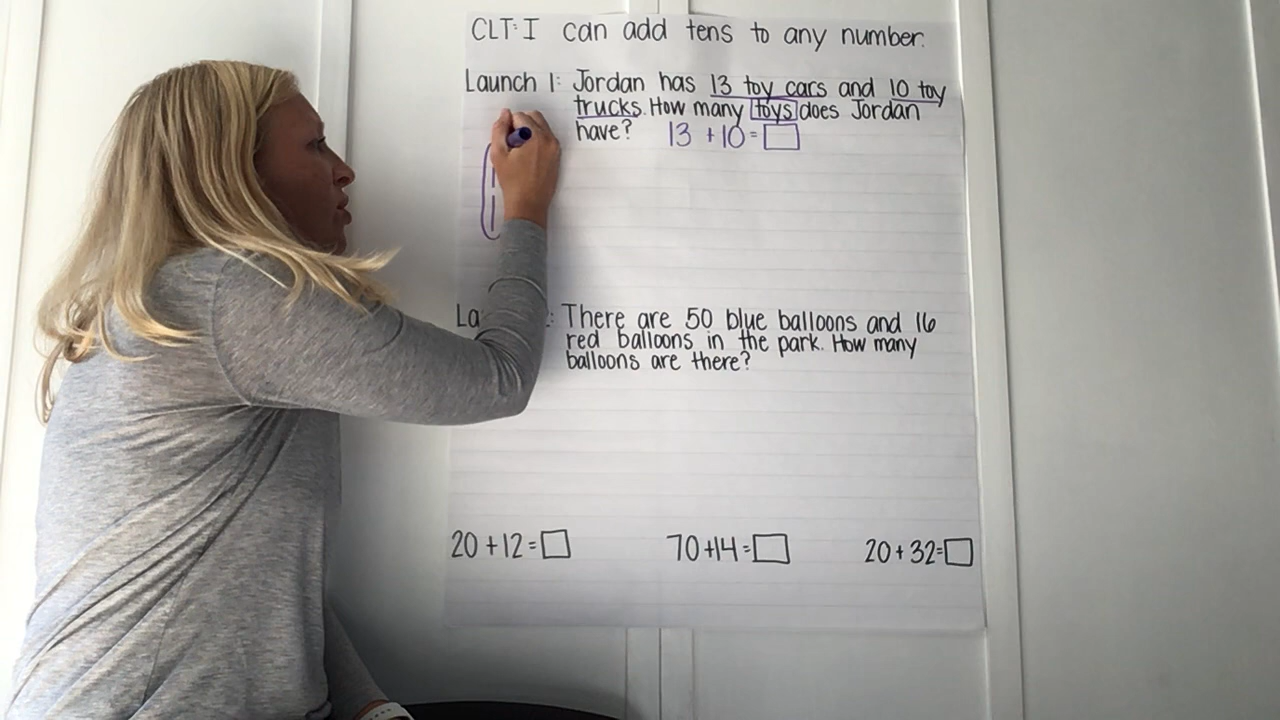 CLT: I can add tens to any number.
Launch 1: Jordan has 13 toy cars and 10 toy
trucks. How many toys does Jordan
have? 13 + 10 = □
There are 50 blue balloons and 16
red balloons in the park. How many
balloons are there?
20 + 12 = □ 70 + 14 = □ 20 + 32 = □